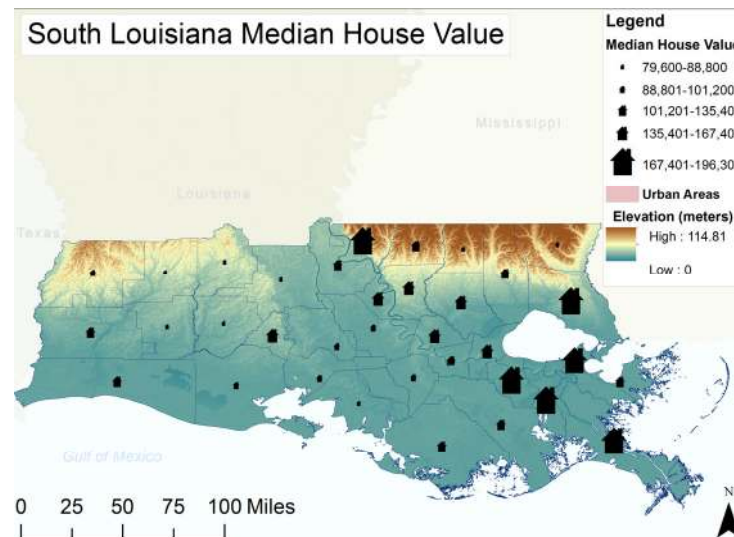 South Louisiana Median House Value
Legend
Median House Value
79,600-88,800
88,801-101,200
101,201-135,40
135,401-167,40
167,401-196,30
Urban Areas
Elevation (meters)
High : 114.81
Low : 0
Mississippi
Louisiana
Texas
Gulf of Mexico
0 25 50 75 100 Miles
N